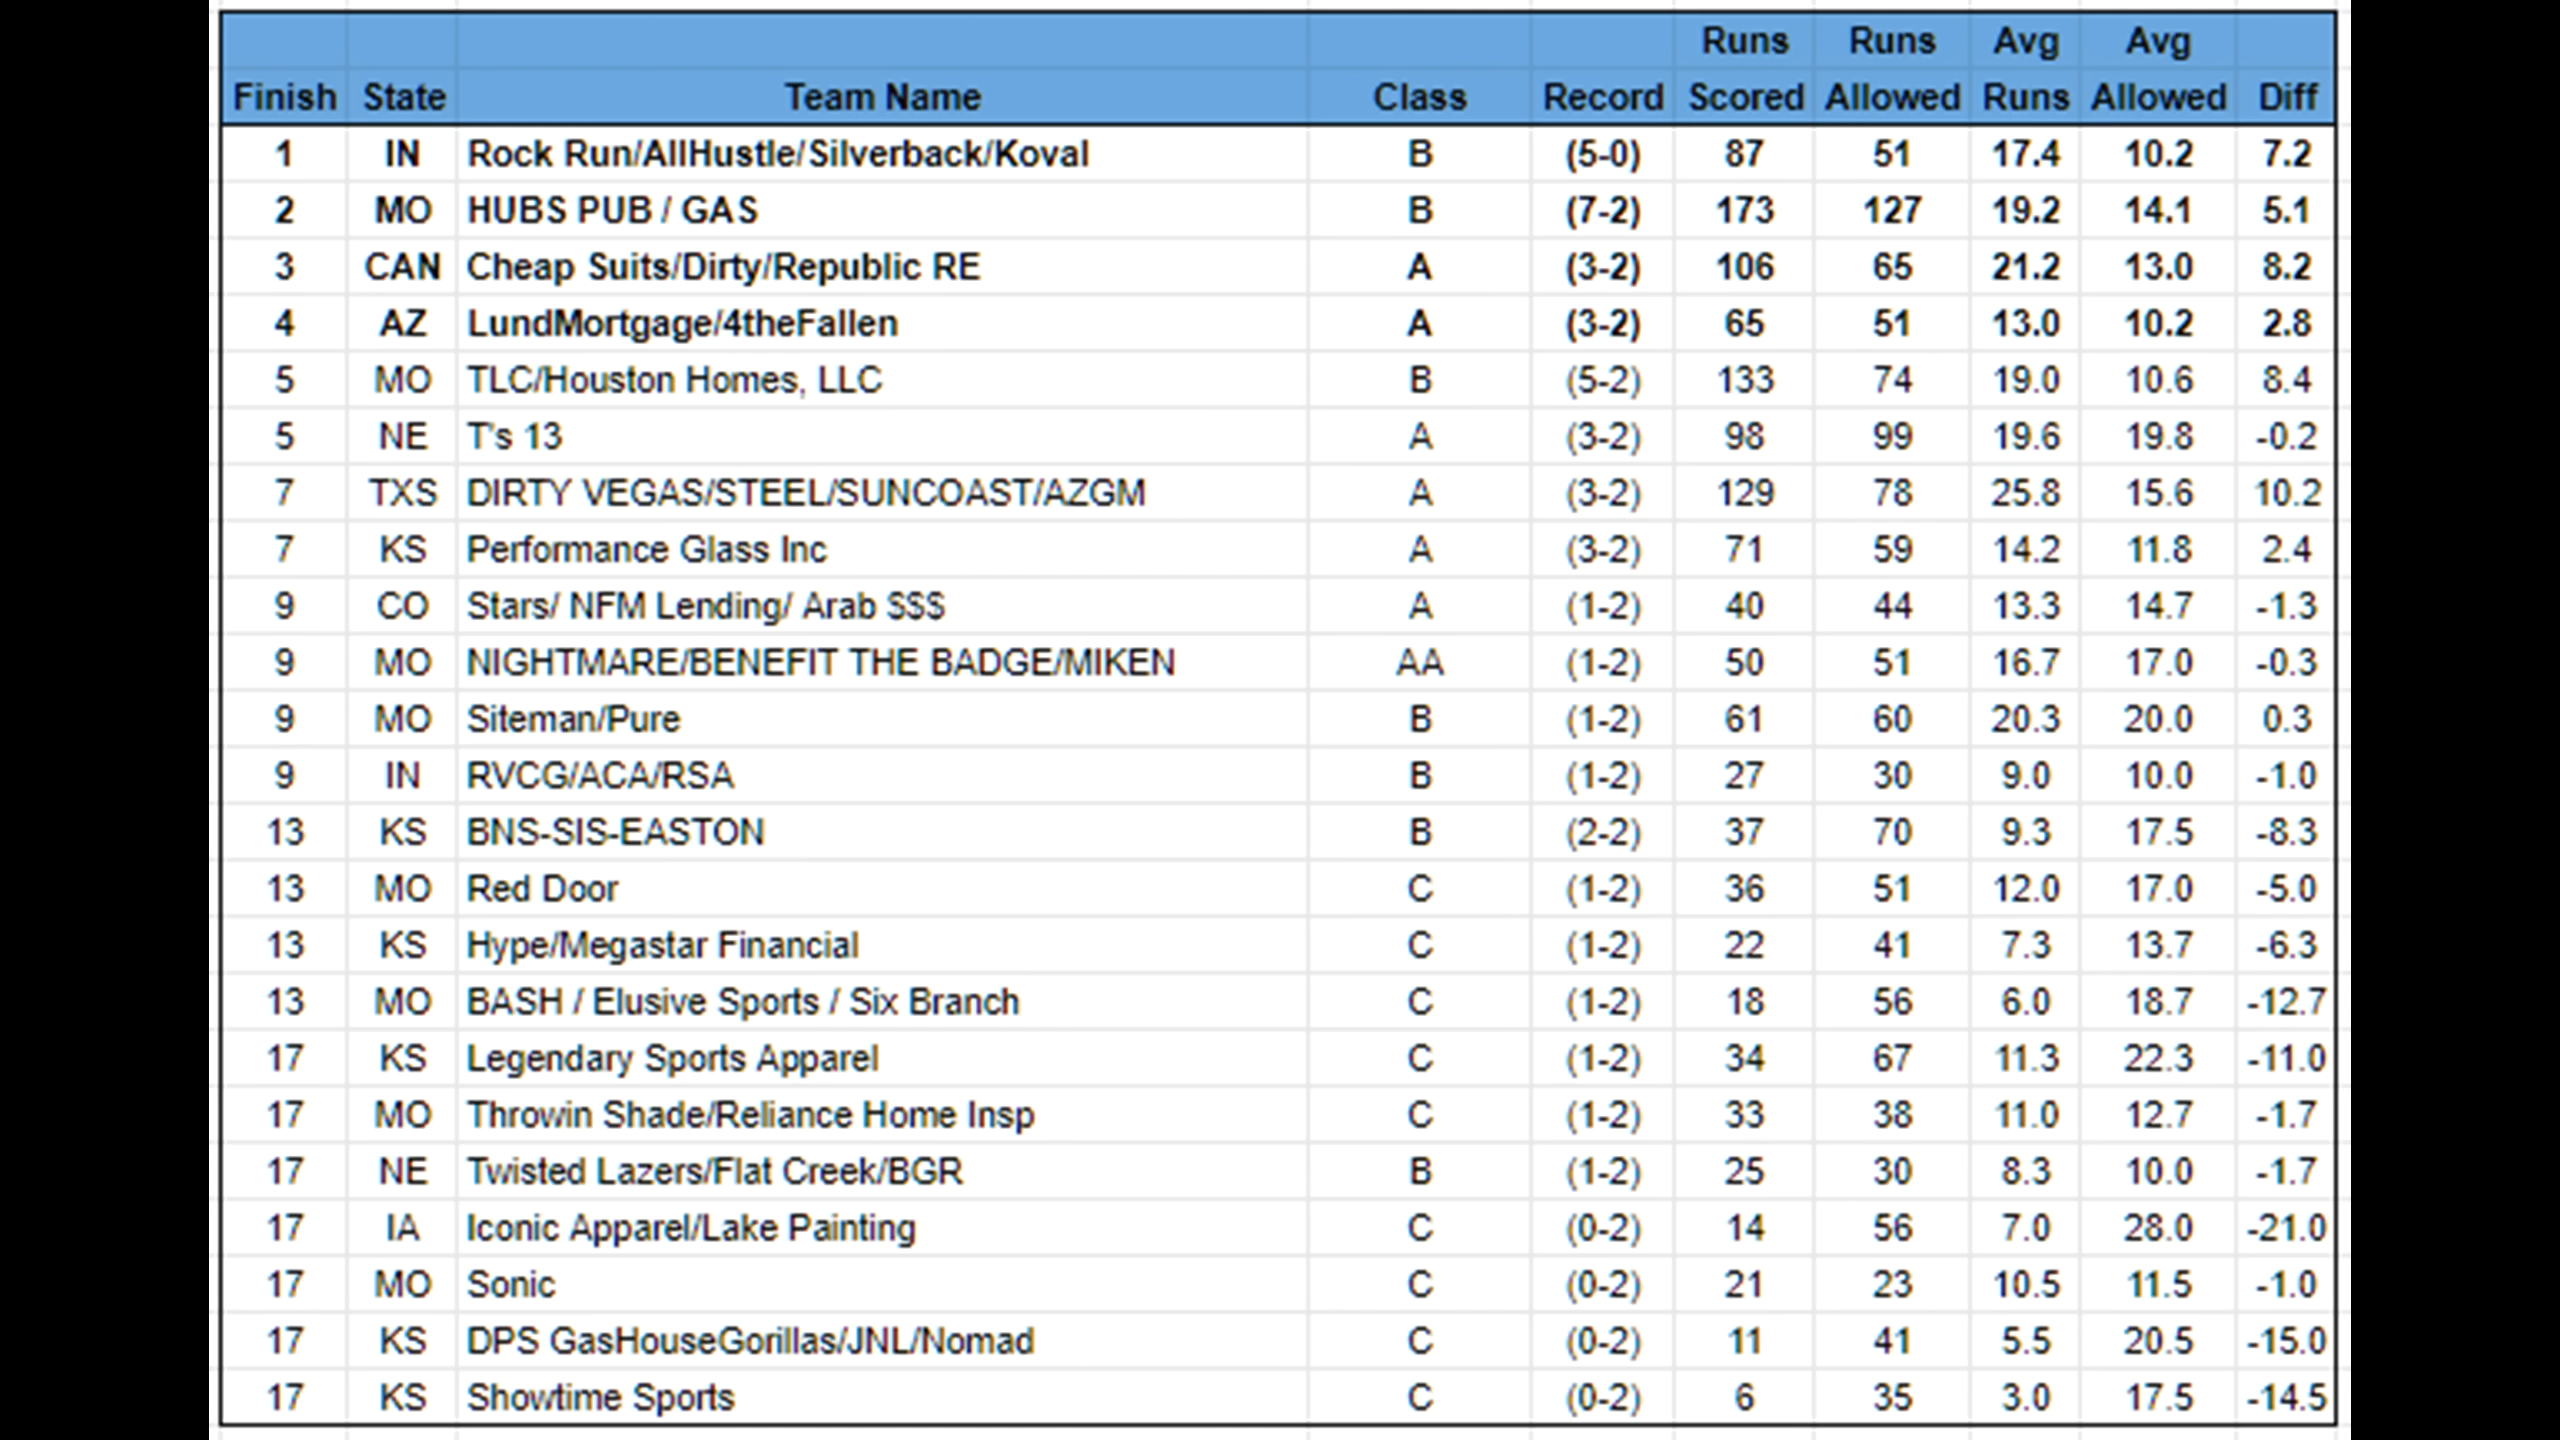 Runs Runs Avg Avg
Finish State Team Name Class Record Scored Allowed Runs Allowed Diff
1 IN Rock Run/AllHustle/Silverback/Koval B (5-0) 87 51 17.4 10.2 7.2
2 MO HUBS PUB / GAS B (7-2) 173 127 19.2 14.1 5.1
3 CAN Cheap Suits/Dirty/Republic RE A (3-2) 106 65 21.2 13.0 8.2
4 AZ LundMortgage/4theFallen A (3-2) 65 51 13.0 10.2 2.8
5 MO TLC/Houston Homes, LLC B (5-2) 133 74 19.0 10.6 8.4
5 NE T's 13 A (3-2) 98 99 19.6 19.8 -0.2
7 TXS DIRTY VEGAS/STEEL/SUNCOAST/AZGM A (3-2) 129 78 25.8 15.6 10.2
7 KS Performance Glass Inc A (3-2) 71 59 14.2 11.8 2.4
9 CO Stars/ NFM Lending/ Arab $$$ A (1-2) 40 44 13.3 14.7 -1.3
9 MO NIGHTMARE/BENEFIT THE BADGE/MIKEN AA (1-2) 50 51 16.7 17.0 -0.3
9 MO Siteman/Pure B (1-2) 61 60 20.3 20.0 0.3
9 IN RVCG/ACA/RSA B (1-2) 27 30 9.0 10.0 -1.0
13 KS BNS-SIS-EASTON B (2-2) 37 70 9.3 17.5 -8.3
13 MO Red Door C (1-2) 36 51 12.0 17.0 -5.0
13 KS Hype/Megastar Financial C (1-2) 22 41 7.3 13.7 -6.3
13 MO BASH / Elusive Sports / Six Branch C (1-2) 18 56 6.0 18.7 -12.7
17 KS Legendary Sports Apparel C (1-2) 34 67 11.3 22.3 -11.0
17 MO Throwin Shade/Reliance Home Insp C (1-2) 33 38 11.0 12.7 -1.7
17 NE Twisted Lazers/Flat Creek/BGR B (1-2) 25 30 8.3 10.0 -1.7
17 IA Iconic Apparel/Lake Painting C (0-2) 14 56 7.0 28.0 -21.0
17 MO Sonic C (0-2) 21 23 10.5 11.5 -1.0
17 KS DPS GasHouseGorillas/JNL/Nomad C (0-2) 11 41 5.5 20.5 -15.0
17 KS Showtime Sports C (0-2) 6 35 3.0 17.5 -14.5